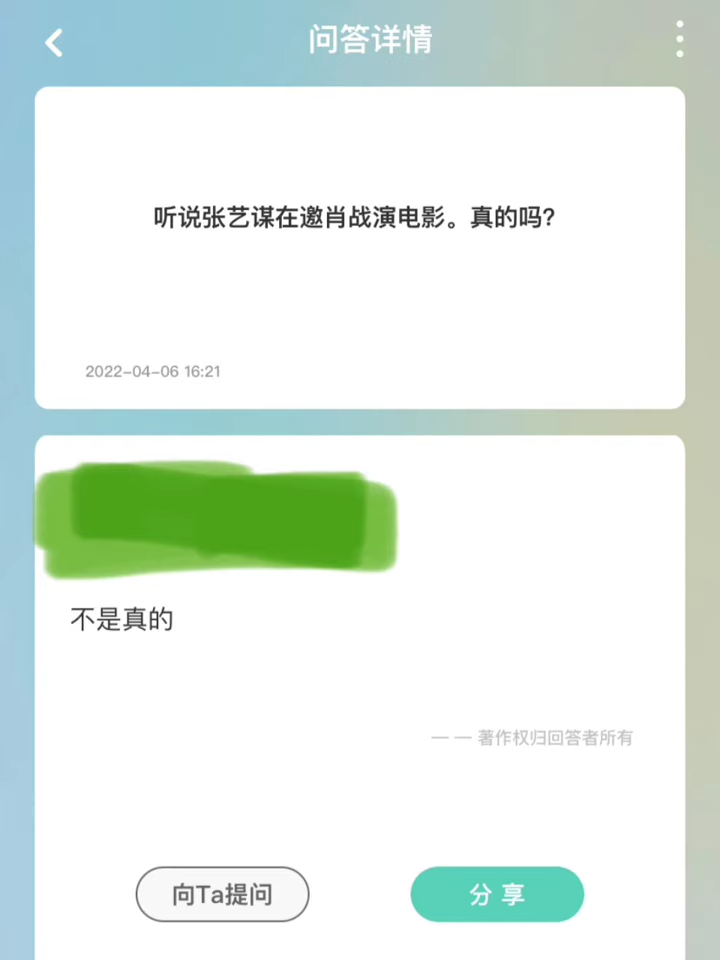 问答详情
听说张艺谋在邀肖战演电影。真的吗？
2022-04-06 16:21
不是真的
— — 著作权归回答者所有
向Ta提问
分享